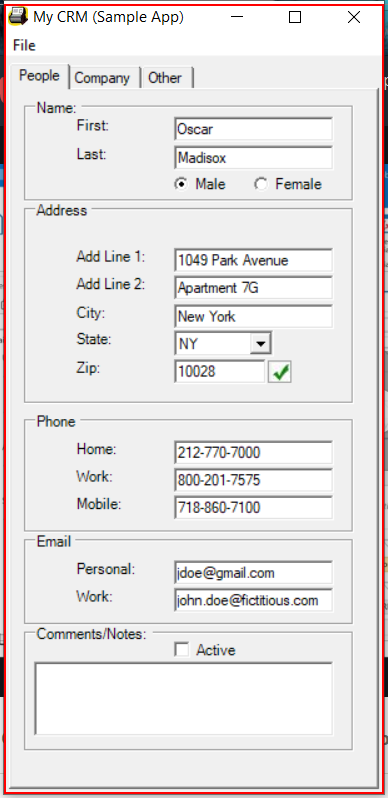 My CRM (Sample App)
File
People Company Other
Name:
First: Oscar
Last: Madisox
Male Female
Address
Add Line 1: 1049 Park Avenue
Add Line 2: Apartment 7G
City: New York
State: NY
Zip: 10028
Phone
Home: 212-770-7000
Work: 800-201-7575
Mobile: 718-860-7100
Email
Personal: jdoe@gmail.com
Work: john.doe@fictitious.com
Comments/Notes:
Active